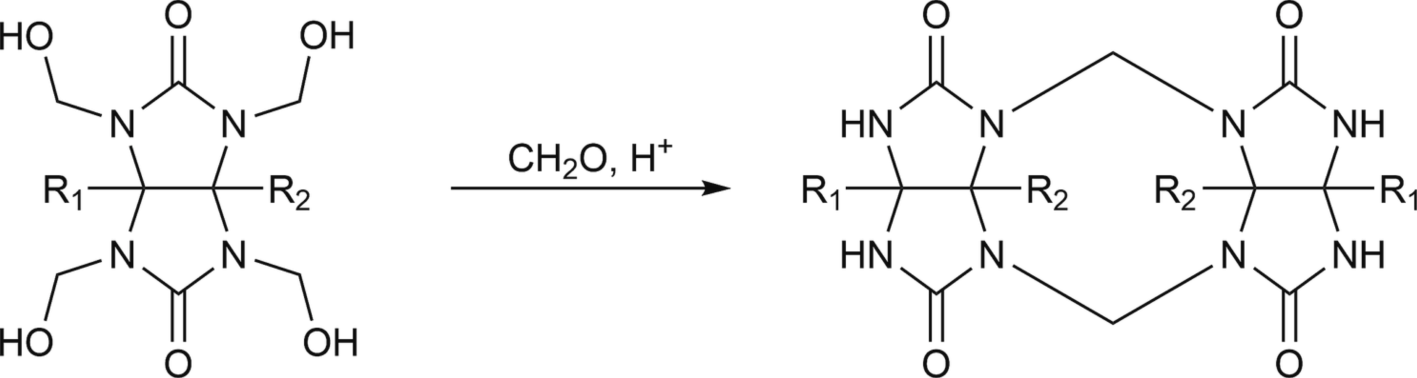 O O O
HO OH
N N CH₂O, H⁺ HN N N NH
R₁ R₂ R₁ R₂ R₂ R₁
N N HN N N NH
HO OH
O O O